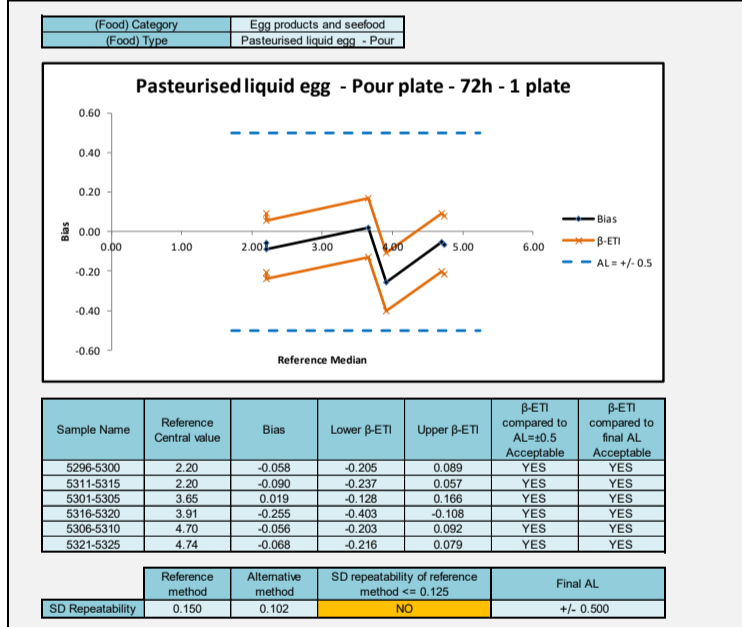 (Food) Category Egg products and seefood
(Food) Type Pasteurised liquid egg - Pour
Pasteurised liquid egg - Pour plate - 72h - 1 plate
0.60
0.40
0.20
0.00
-0.20
-0.40
-0.60
Bias
0.00 1.00 2.00 3.00 4.00 5.00 6.00
Reference Median
Bias
β-ETI
AL = +/- 0.5
Sample Name Reference Central value Bias Lower β-ETI Upper β-ETI β-ETI compared to AL=±0.5 Acceptable β-ETI compared to final AL Acceptable
5296-5300 2.20 -0.058 -0.205 0.089 YES YES
5311-5315 2.20 -0.090 -0.237 0.057 YES YES
5301-5305 3.65 0.019 -0.128 0.166 YES YES
5316-5320 3.91 -0.255 -0.403 -0.108 YES YES
5306-5310 4.70 -0.056 -0.203 0.092 YES YES
5321-5325 4.74 -0.068 -0.216 0.079 YES YES
Reference method Alternative method SD repeatability of reference method <= 0.125 Final AL
SD Repeatability 0.150 0.102 NO +/- 0.500